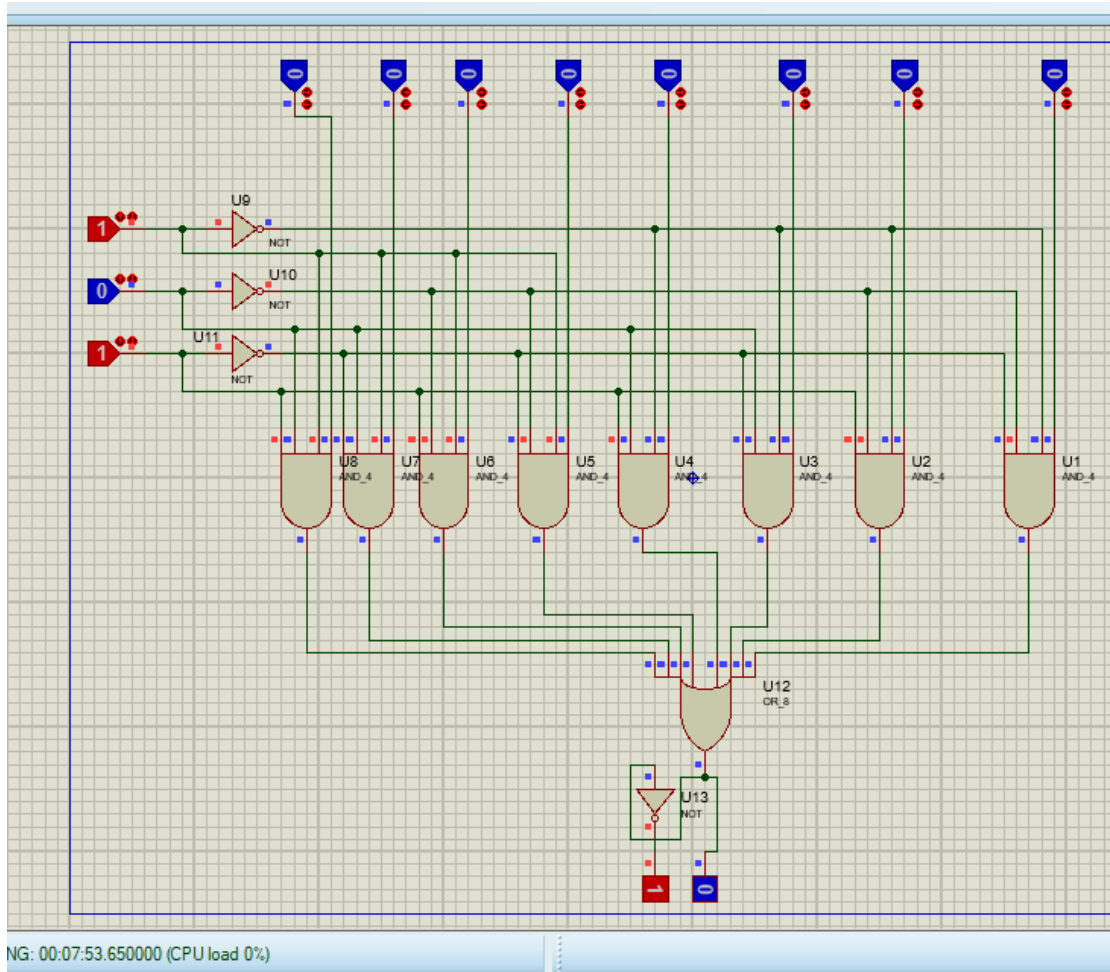 0 0 0 0 0 0 0 0
U9
1
NOT
U10
0
NOT
U11
1
NOT
U8 U7 U6 U5 U4 U3 U2 U1
AND_4 AND_4 AND_4 AND_4 AND_4 AND_4 AND_4 AND_4
U12
OR_8
U13
NOT
1 0
NG: 00:07:53.650000 (CPU load 0%)